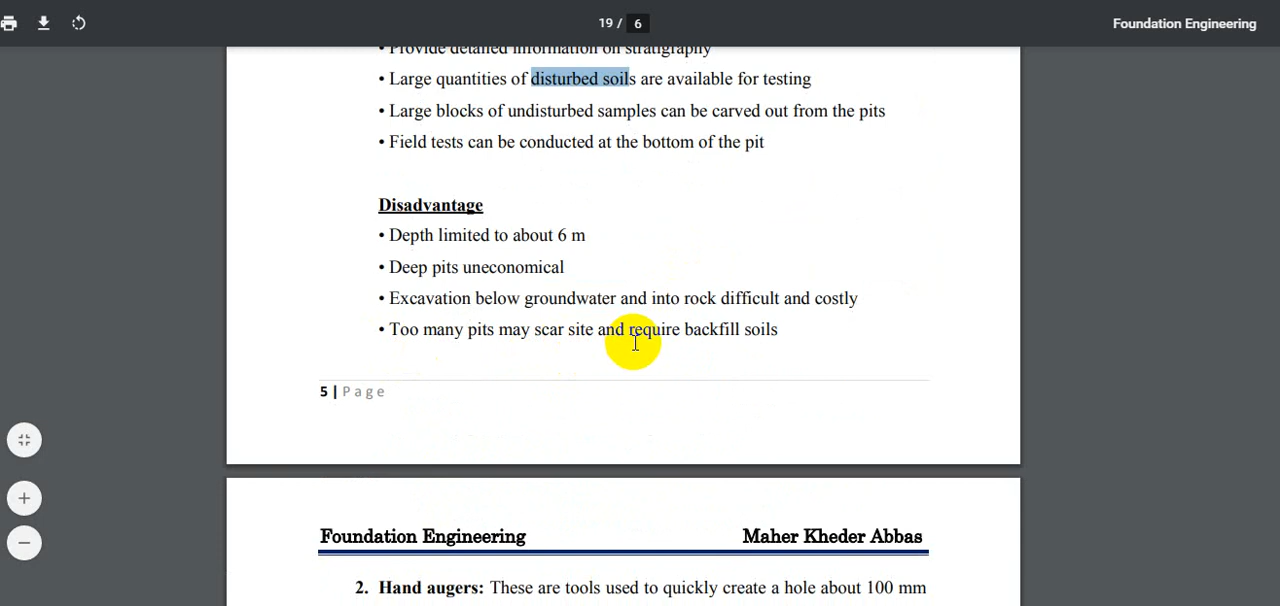 19 / 6
Foundation Engineering
• Provide detailed information on stratigraphy
• Large quantities of disturbed soils are available for testing
• Large blocks of undisturbed samples can be carved out from the pits
• Field tests can be conducted at the bottom of the pit
Disadvantage
• Depth limited to about 6 m
• Deep pits uneconomical
• Excavation below groundwater and into rock difficult and costly
• Too many pits may scar site and require backfill soils
5 | Page
Foundation Engineering Maher Kheder Abbas
2. Hand augers: These are tools used to quickly create a hole about 100 mm